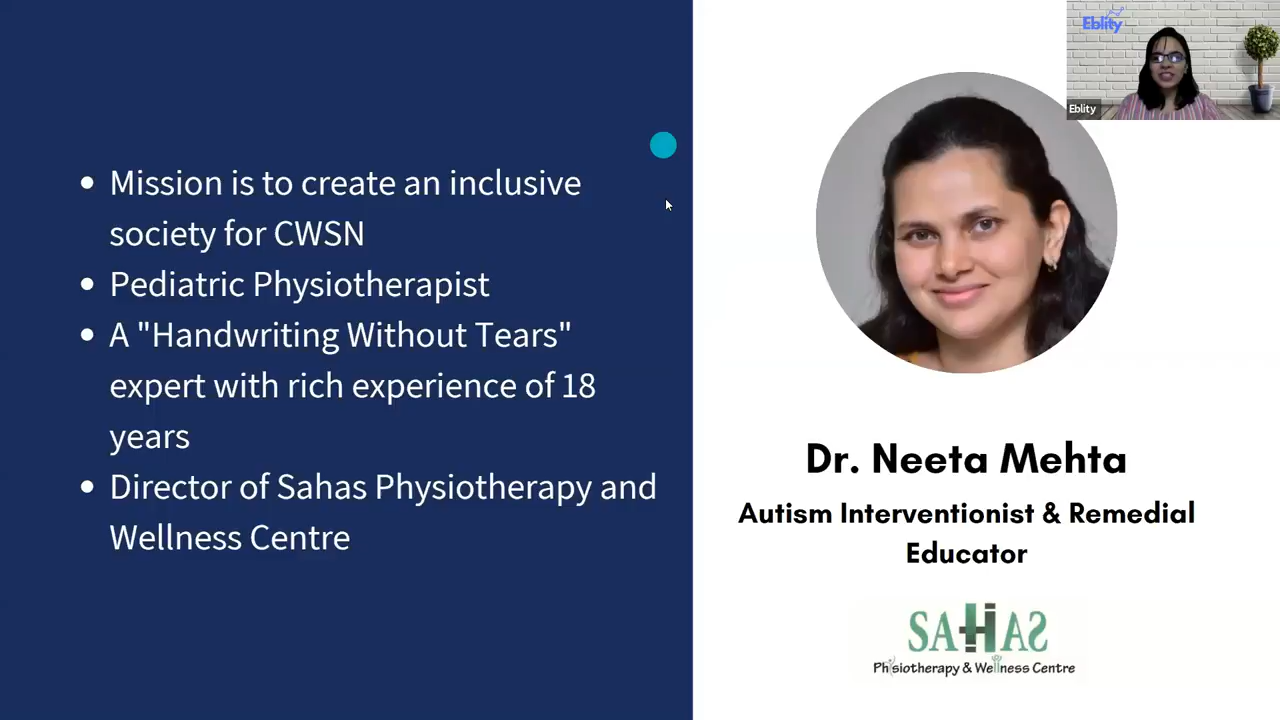 Eblity
Eblity
• Mission is to create an inclusive
society for CWSN
• Pediatric Physiotherapist
• A "Handwriting Without Tears"
expert with rich experience of 18
years
• Director of Sahas Physiotherapy and
Wellness Centre
Dr. Neeta Mehta
Autism Interventionist & Remedial
Educator
SAHAS
Physiotherapy & Wellness Centre